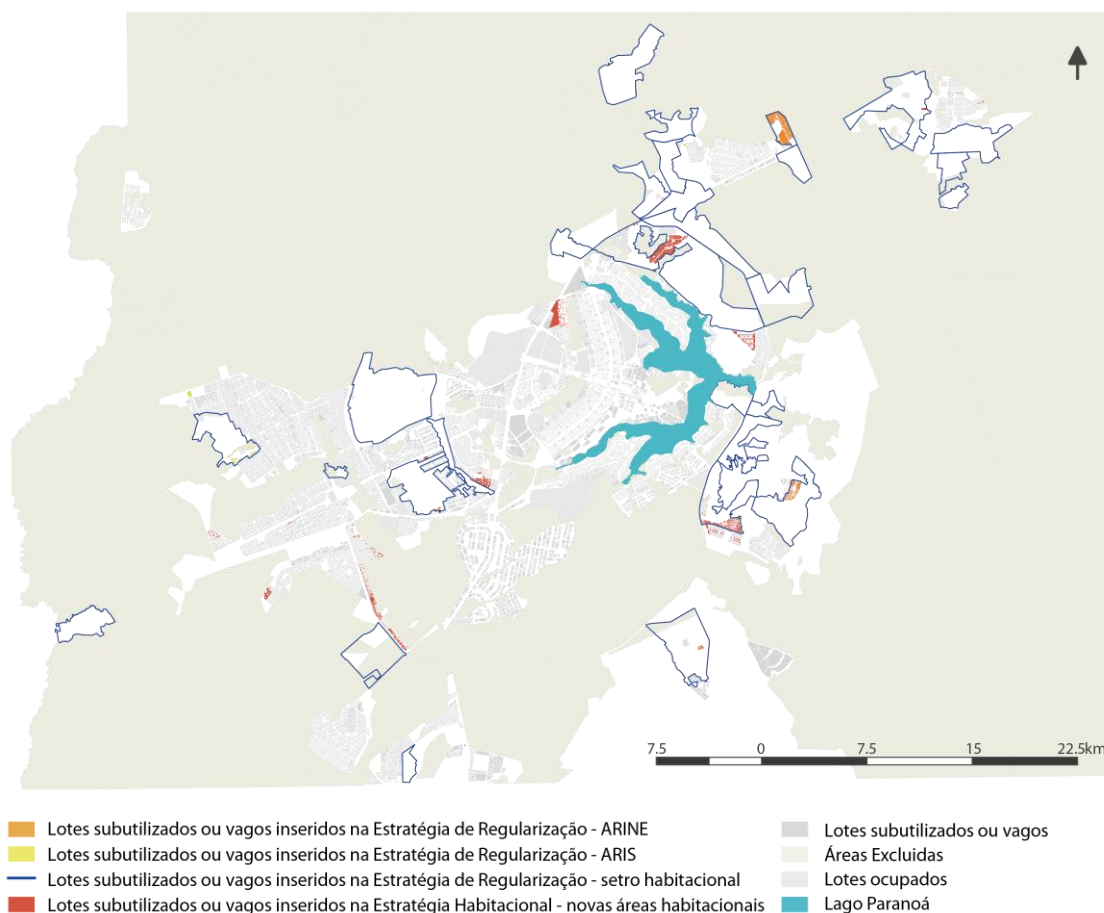 7.5 0 7.5 15 22.5km
Lotes subutilizados ou vagos inseridos na Estratégia de Regularização - ARINE
Lotes subutilizados ou vagos inseridos na Estratégia de Regularização - ARIS
Lotes subutilizados ou vagos inseridos na Estratégia de Regularização - setro habitacional
Lotes subutilizados ou vagos inseridos na Estratégia Habitacional - novas áreas habitacionais
Lotes subutilizados ou vagos
Áreas Excluidas
Lotes ocupados
Lago Paranoá